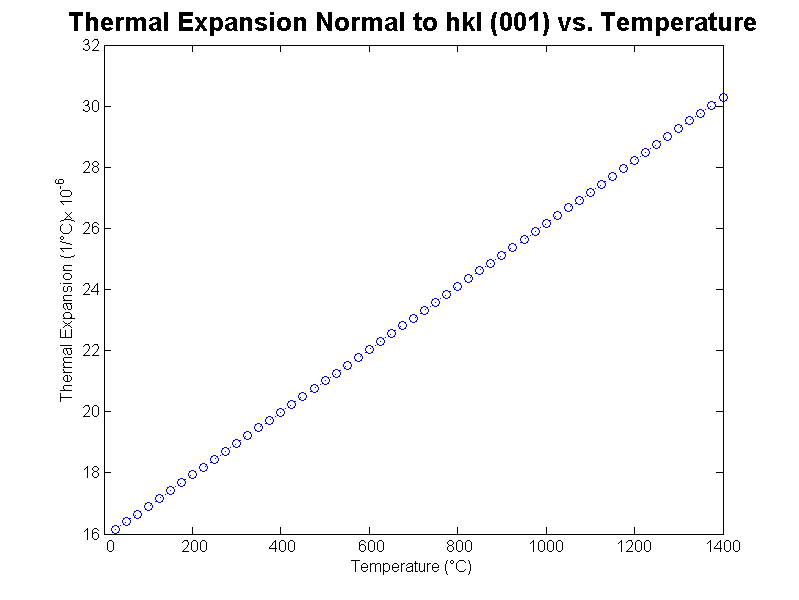 Thermal Expansion Normal to hkl (001) vs. Temperature
32
30
28
26
24
22
20
18
16
Thermal Expansion (1/°C)x 10-6
0 200 400 600 800 1000 1200 1400
Temperature (°C)